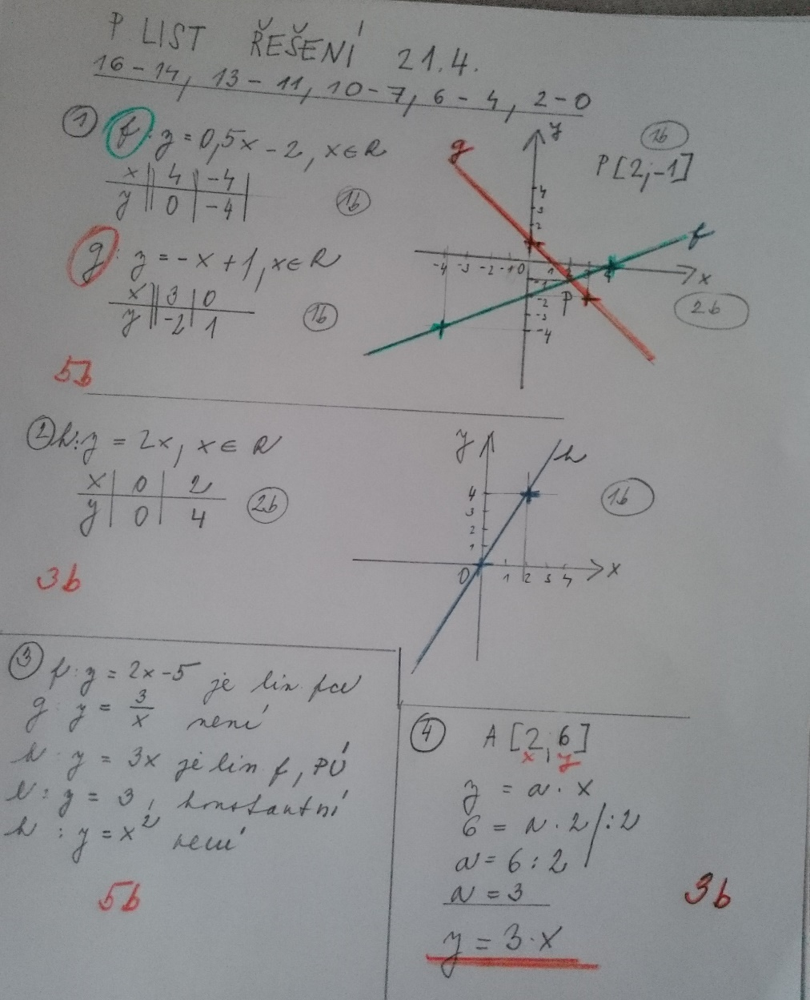 P LIST ŘEŠENÍ 21.4.
16-14, 13-11, 10-7, 6-4, 2-0
① f: y = 0,5x - 2, x ∈ R
x | 4 | -4
y | 0 | -4
1b
g: y = -x + 1, x ∈ R
x | 3 | 0
y | -2 | 1
1b
5b
1b
P[2;-1]
g
y
4
3
2
f
-4 -3 -2 -1 0 1 2 3 4 x
-1
-2
-3
-4
P
2b
② h: y = 2x, x ∈ R
x | 0 | 2
y | 0 | 4
2b
3b
y
h
4
3
2
1
0 1 2 3 4 x
1b
③ f: y = 2x - 5 je lin fce
g: y = 3/x není
h: y = 3x je lin f, PÚ
y = 3, konstantní
k: y = x² není
5b
④ A [2;6]
x y
y = a · x
6 = a · 2 /:2
a = 6 : 2
a = 3
y = 3 · x
3b